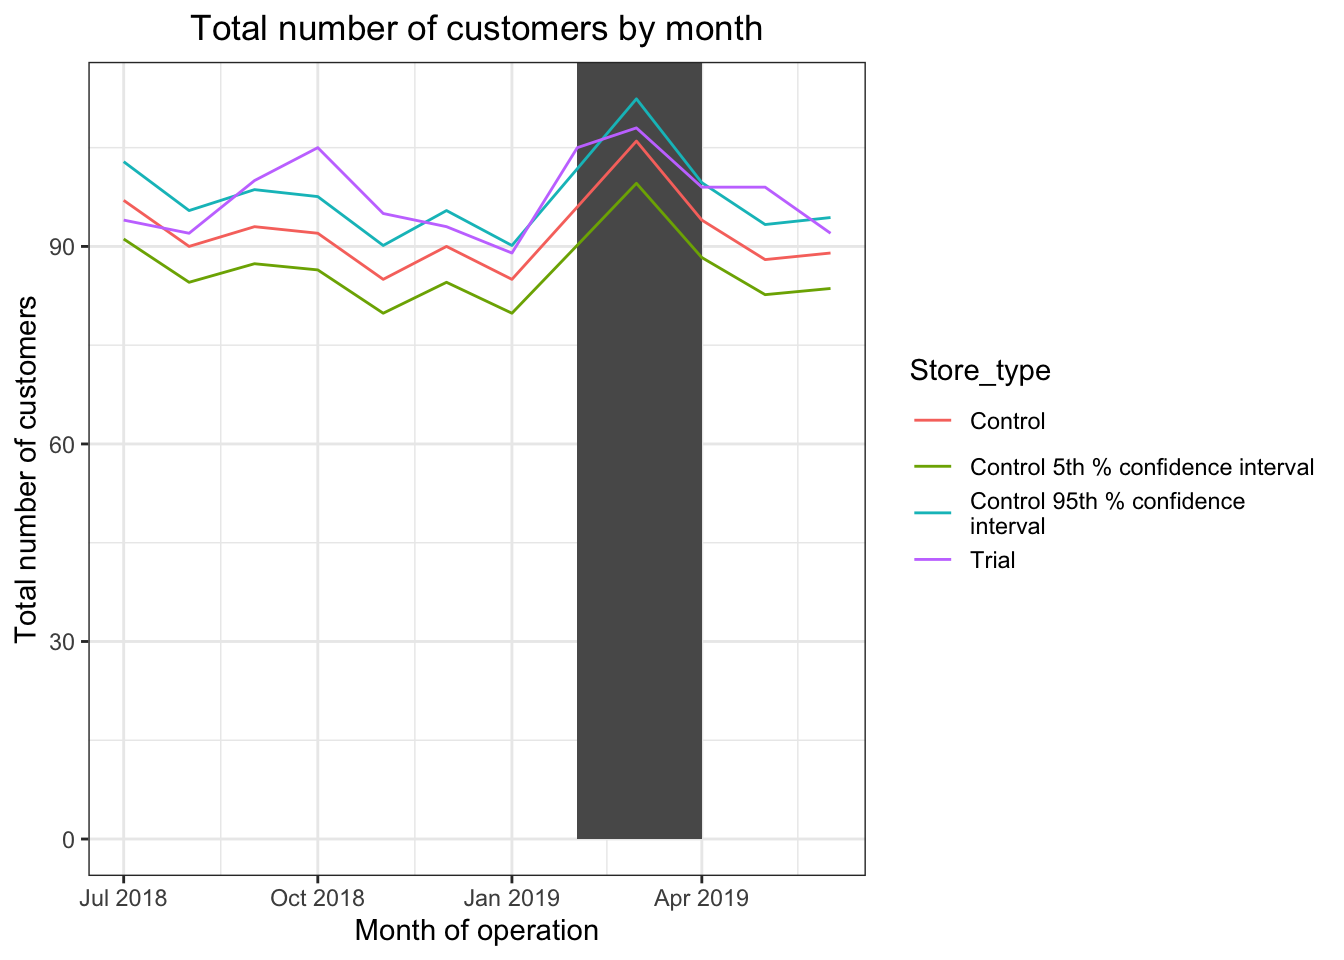 Total number of customers by month
Total number of customers
90
60
30
0
Jul 2018 Oct 2018 Jan 2019 Apr 2019
Month of operation
Store_type
Control
Control 5th % confidence interval
Control 95th % confidence
interval
Trial